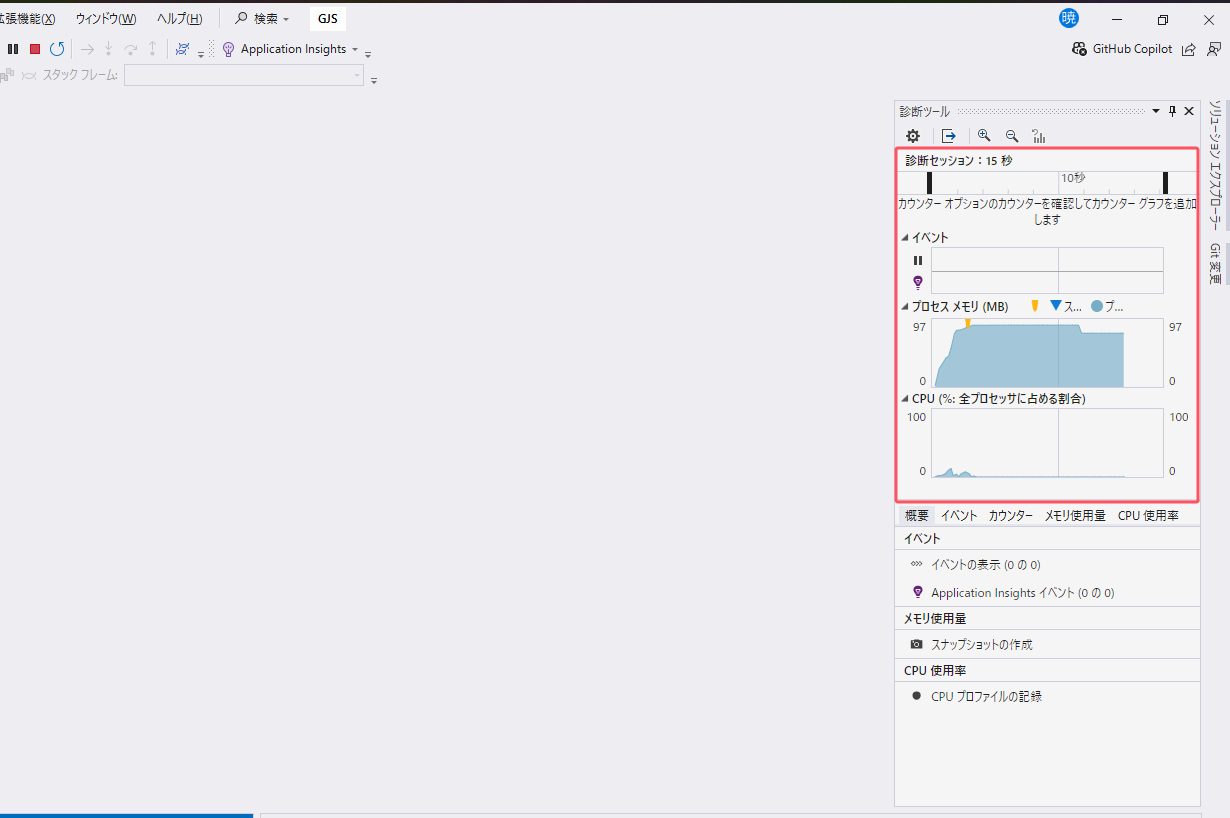 拡張機能(X) ウィンドウ(W) ヘルプ(H) 検索 GJS 暁
Application Insights GitHub Copilot
スタック フレーム:
診断ツール
診断セッション：15 秒
10秒
カウンター オプションのカウンターを確認してカウンター グラフを追加
します
イベント
プロセス メモリ (MB) ス... プ...
97 97
0 0
CPU (%: 全プロセッサに占める割合)
100 100
0 0
概要 イベント カウンター メモリ使用量 CPU 使用率
イベント
イベントの表示 (0 の 0)
Application Insights イベント (0 の 0)
メモリ使用量
スナップショットの作成
CPU 使用率
CPU プロファイルの記録
ソリューション エクスプローラー
Git 変更